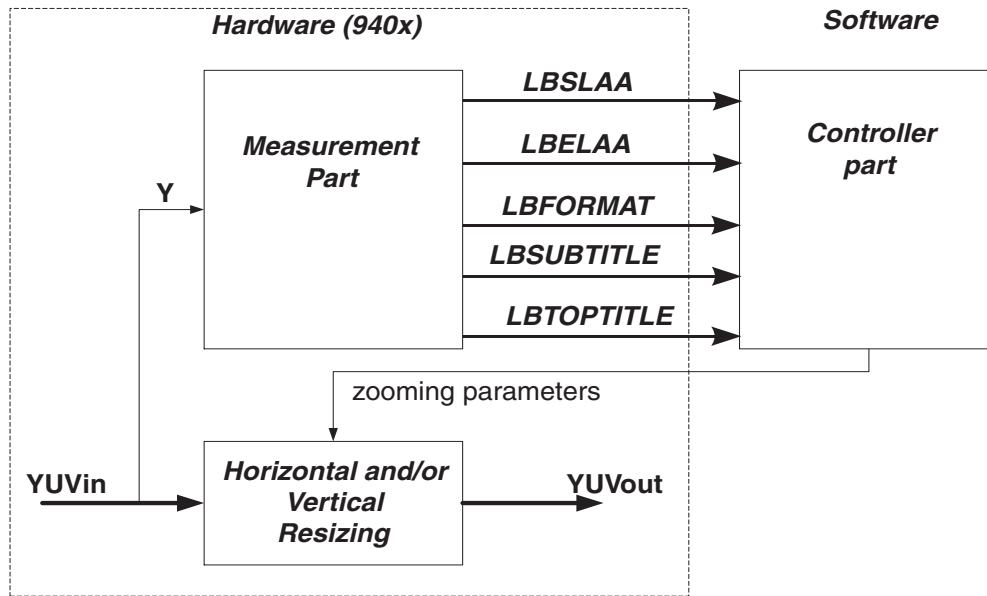 Hardware (940x)
Software
LBSLAA
Measurement
Part
Controller
part
LBELAA
Y
LBFORMAT
LBSUBTITLE
LBTOPTITLE
zooming parameters
YUVin
Horizontal and/or
Vertical
Resizing
YUVout